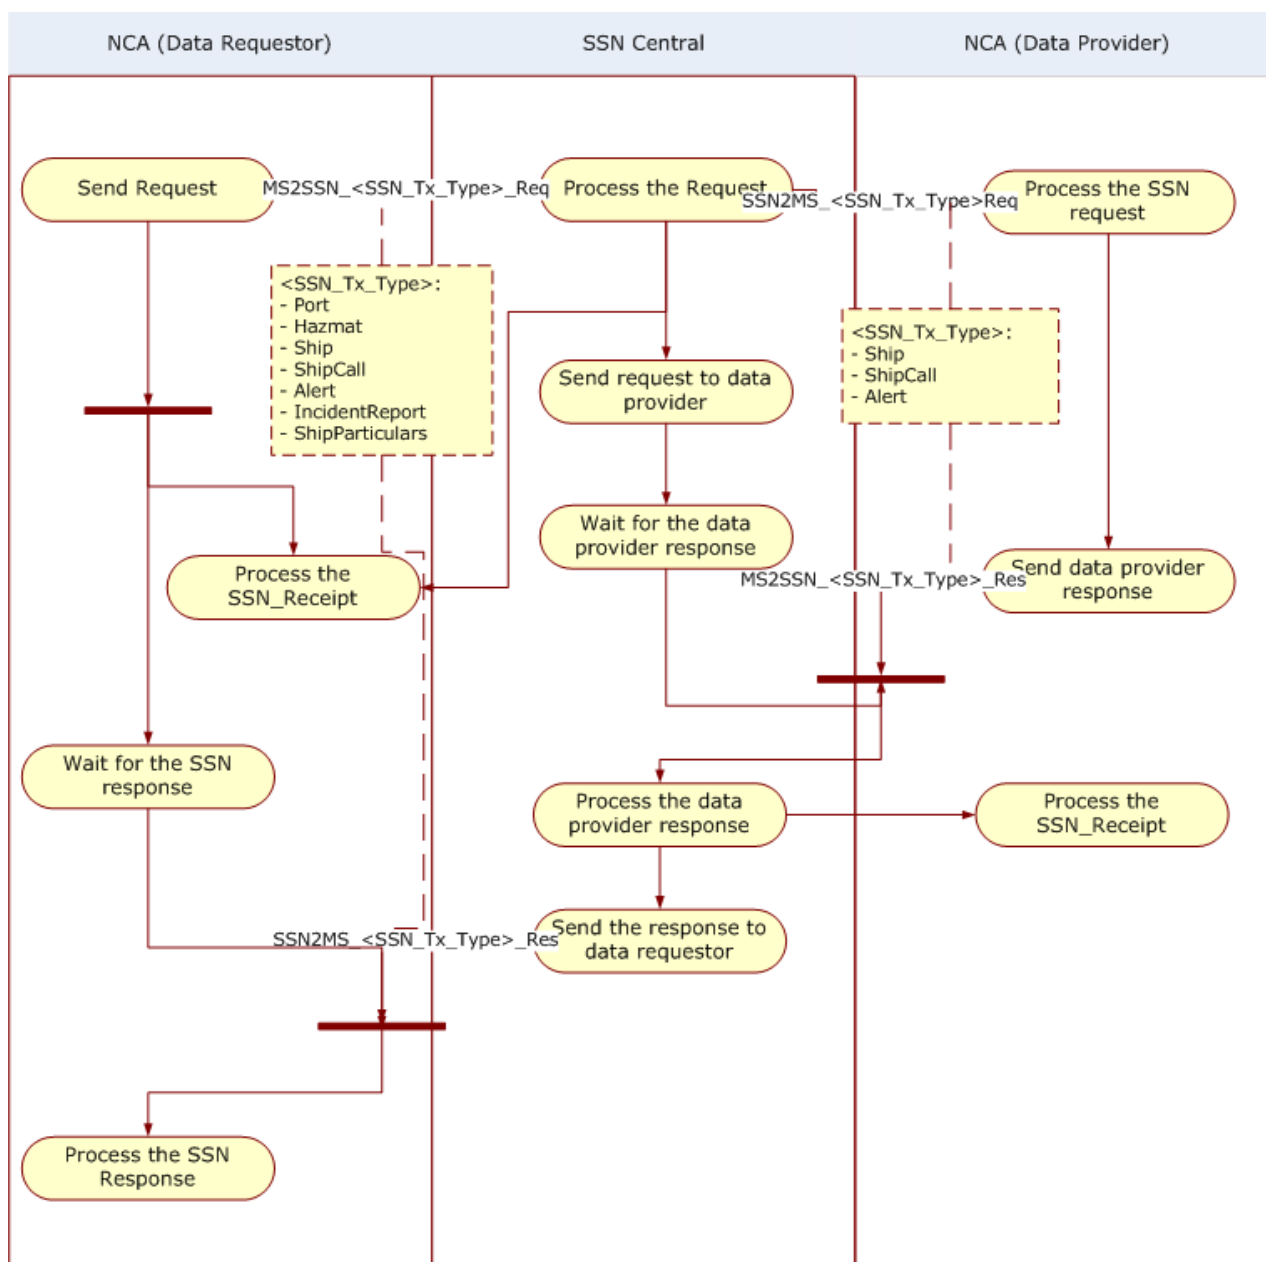 NCA (Data Requestor)
SSN Central
NCA (Data Provider)
Send Request
MS2SSN_<SSN_Tx_Type>_Req
Process the Request
SSN2MS_<SSN_Tx_Type>Req
Process the SSN
request
<SSN_Tx_Type>:
- Port
- Hazmat
- Ship
- ShipCall
- Alert
- IncidentReport
- ShipParticulars
<SSN_Tx_Type>:
- Ship
- ShipCall
- Alert
Send request to data
provider
Wait for the data
provider response
Process the
SSN_Receipt
MS2SSN_<SSN_Tx_Type>_Res
Send data provider
response
Wait for the SSN
response
Process the data
provider response
Process the
SSN_Receipt
SSN2MS_<SSN_Tx_Type>_Res
Send the response to
data requestor
Process the SSN
Response